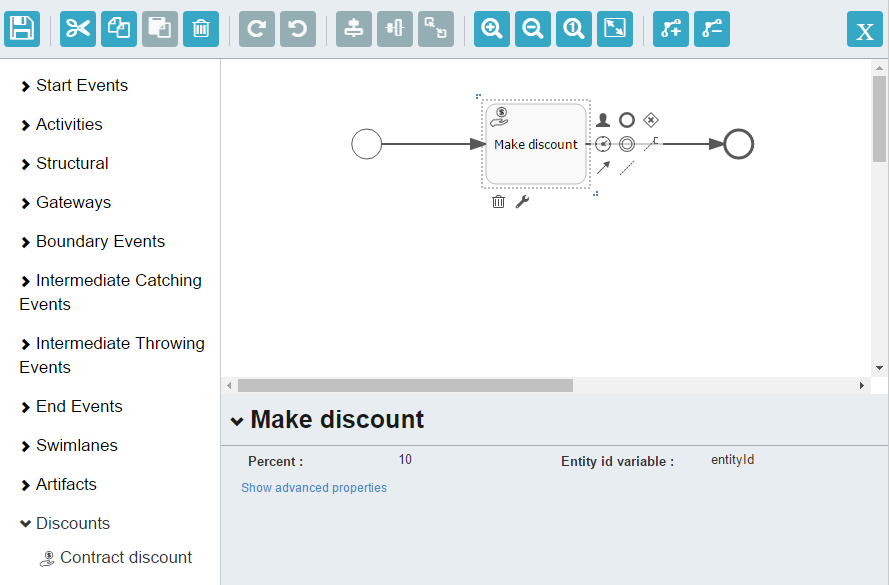 1
X
Start Events
Activities
Structural
Gateways
Boundary Events
Intermediate Catching
Events
Intermediate Throwing
Events
End Events
Swimlanes
Artifacts
Discounts
Contract discount
$
$
Make discount
Make discount
Percent :
10
Entity id variable :
entityId
Show advanced properties